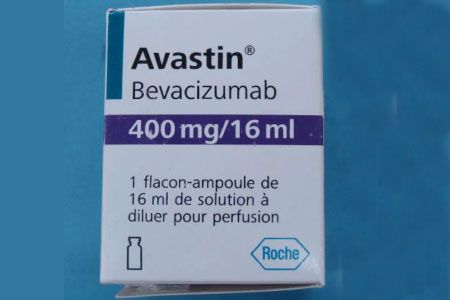 Avastin®
Bevacizumab
400 mg/16 ml
1 flacon-ampoule de
16 ml de solution à
diluer pour perfusion
Roche